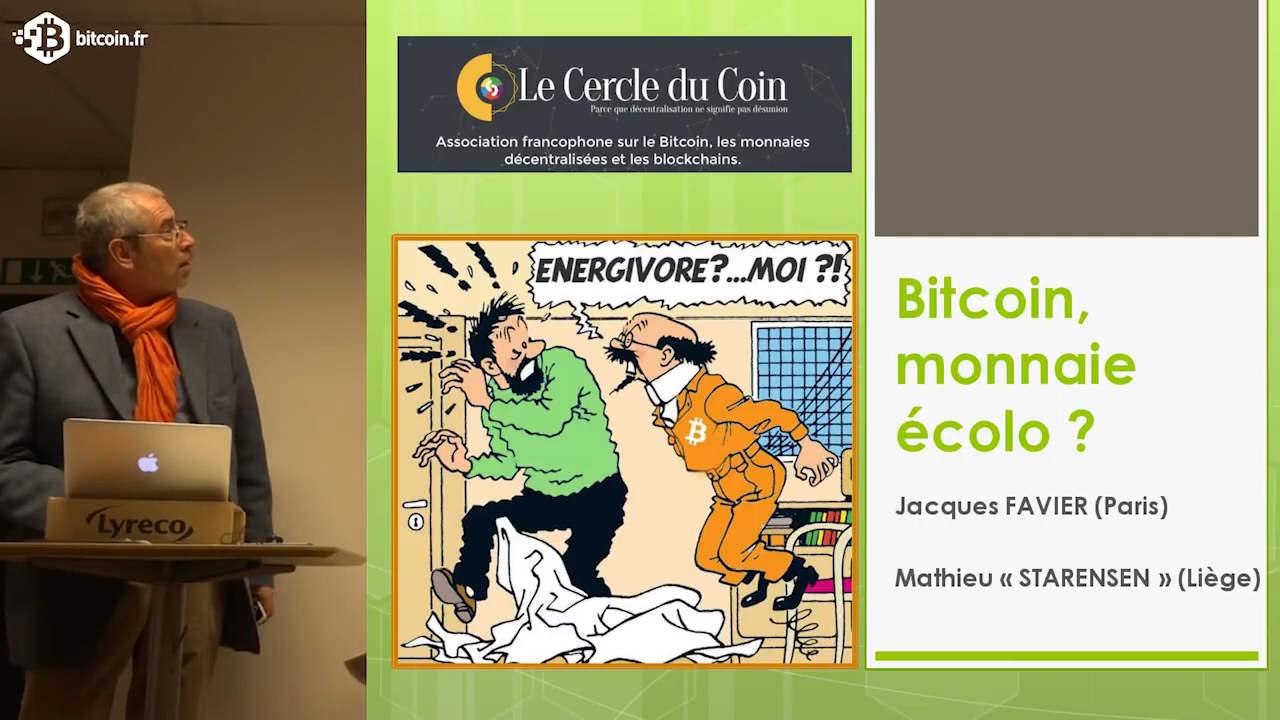 bitcoin.fr
Le Cercle du Coin
Parce que décentralisation ne signifie pas désunion
Association francophone sur le Bitcoin, les monnaies
décentralisées et les blockchains.
ENERGIVORE?...MOI ?!
Bitcoin,
monnaie
écolo ?
Jacques FAVIER (Paris)
Mathieu « STARENSEN » (Liège)
Lyreco